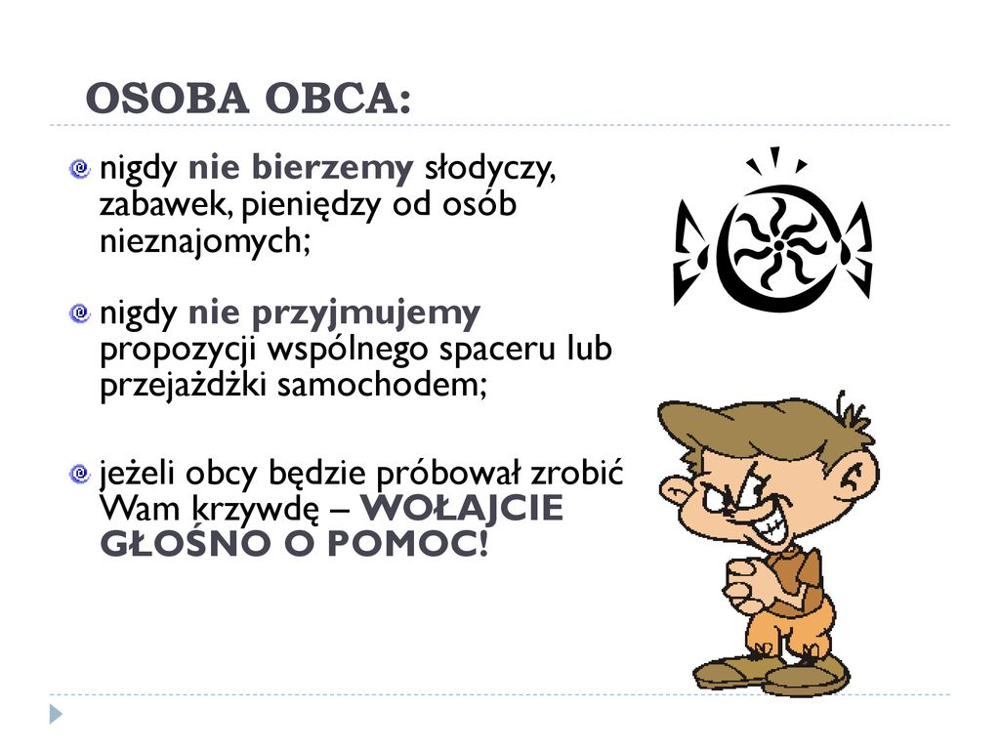 OSOBA OBCA:
nigdy nie bierzemy słodyczy,
zabawek, pieniędzy od osób
nieznajomych;
nigdy nie przyjmujemy
propozycji wspólnego spaceru lub
przejażdżki samochodem;
jeżeli obcy będzie próbował zrobić
Wam krzywdę – WOŁAJCIE
GŁOŚNO O POMOC!